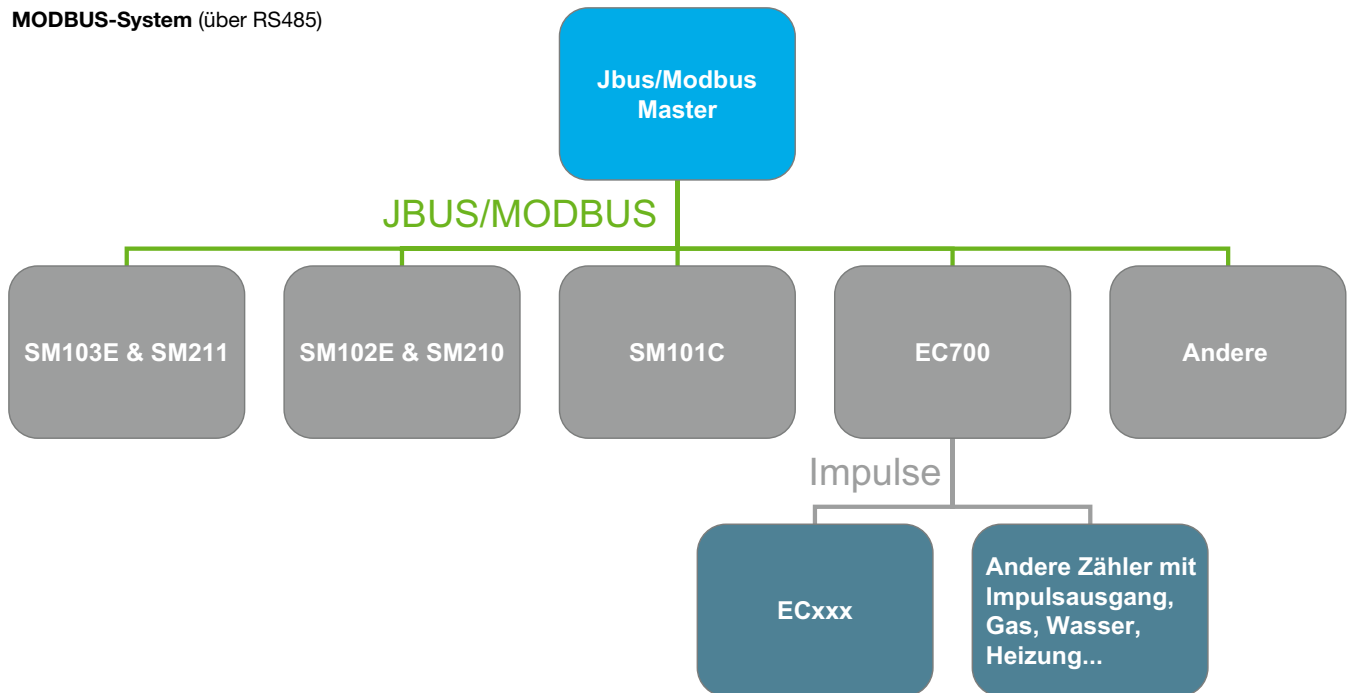 MODBUS-System (über RS485)
Jbus/Modbus
Master
JBUS/MODBUS
SM103E & SM211
SM102E & SM210
SM101C
EC700
Andere
Impulse
ECxxx
Andere Zähler mit
Impulsausgang,
Gas, Wasser,
Heizung...